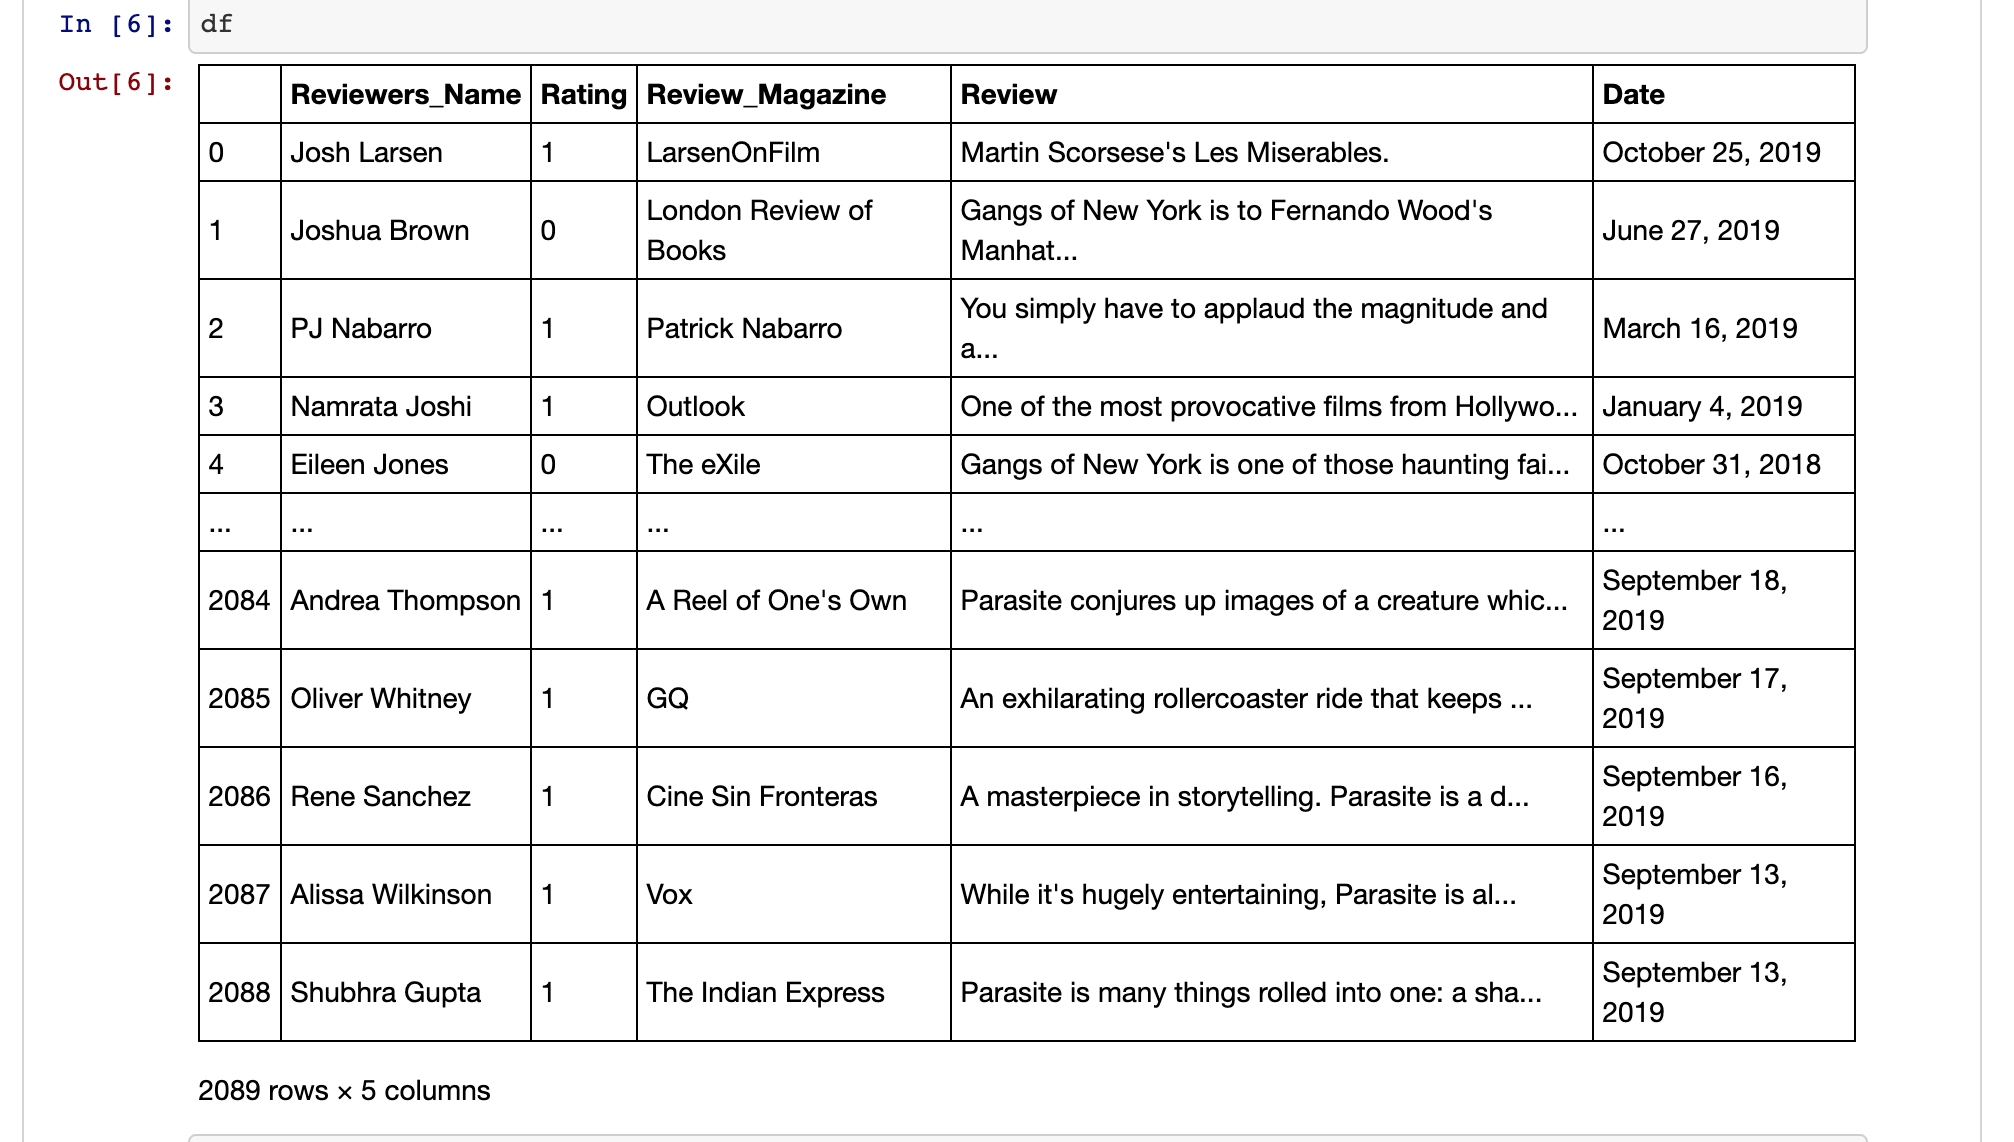 In [6]: df
Out[6]:
Reviewers_Name Rating Review_Magazine Review Date
0 Josh Larsen 1 LarsenOnFilm Martin Scorsese's Les Miserables. October 25, 2019
1 Joshua Brown 0 London Review of Books Gangs of New York is to Fernando Wood's Manhat... June 27, 2019
2 PJ Nabarro 1 Patrick Nabarro You simply have to applaud the magnitude and a... March 16, 2019
3 Namrata Joshi 1 Outlook One of the most provocative films from Hollywo... January 4, 2019
4 Eileen Jones 0 The eXile Gangs of New York is one of those haunting fai... October 31, 2018
... ... ... ... ... ...
2084 Andrea Thompson 1 A Reel of One's Own Parasite conjures up images of a creature whic... September 18, 2019
2085 Oliver Whitney 1 GQ An exhilarating rollercoaster ride that keeps ... September 17, 2019
2086 Rene Sanchez 1 Cine Sin Fronteras A masterpiece in storytelling. Parasite is a d... September 16, 2019
2087 Alissa Wilkinson 1 Vox While it's hugely entertaining, Parasite is al... September 13, 2019
2088 Shubhra Gupta 1 The Indian Express Parasite is many things rolled into one: a sha... September 13, 2019
2089 rows × 5 columns